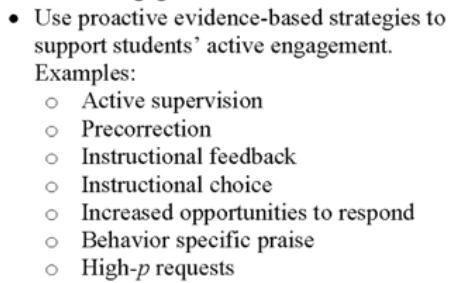 • Use proactive evidence-based strategies to
support students’ active engagement.
Examples:
○ Active supervision
○ Precorrection
○ Instructional feedback
○ Instructional choice
○ Increased opportunities to respond
○ Behavior specific praise
○ High-p requests